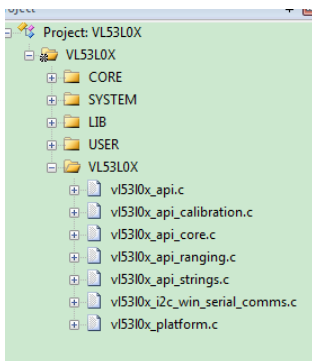 Project: VL53L0X
VL53L0X
CORE
SYSTEM
LIB
USER
VL53L0X
vl53l0x_api.c
vl53l0x_api_calibration.c
vl53l0x_api_core.c
vl53l0x_api_ranging.c
vl53l0x_api_strings.c
vl53l0x_i2c_win_serial_comms.c
vl53l0x_platform.c